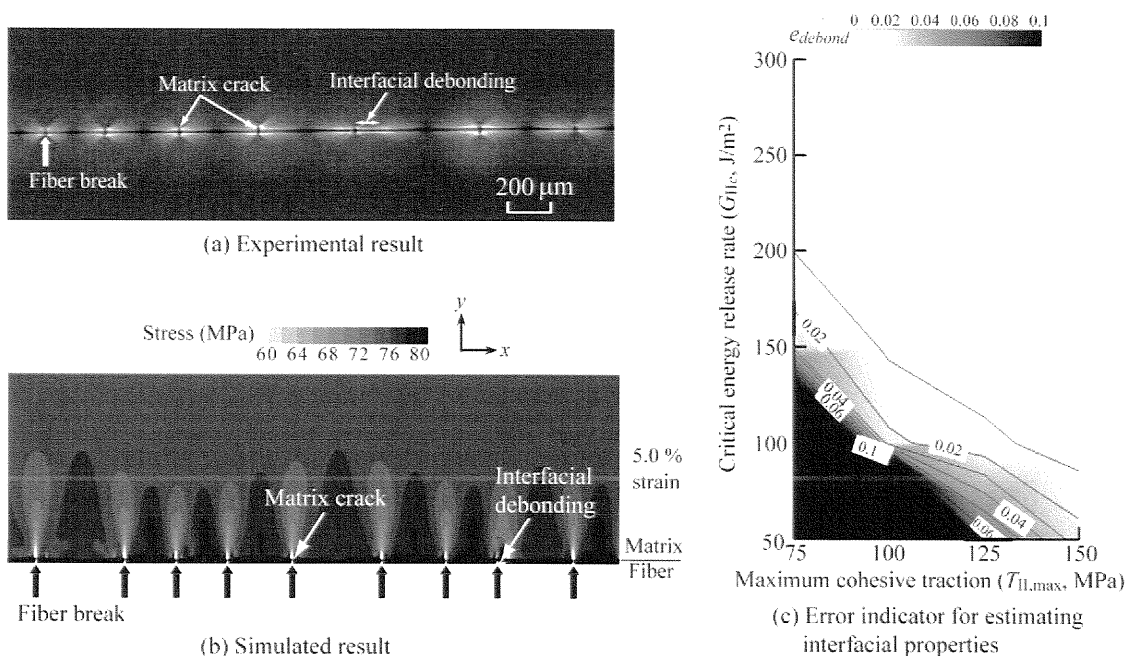 Matrix crack
Interfacial debonding
Fiber break
200 μm
(a) Experimental result
Stress (MPa)
60 64 68 72 76 80
y
x
5.0 %
strain
Matrix crack
Interfacial
debonding
Matrix
Fiber
Fiber break
(b) Simulated result
e_debond
0 0.02 0.04 0.06 0.08 0.1
300
250
200
150
100
50
Critical energy release rate (G_IIc, J/m²)
0.02
0.04
0.06
0.1
0.02
0.04
0.06
75 100 125 150
Maximum cohesive traction (T_II,max, MPa)
(c) Error indicator for estimating
interfacial properties